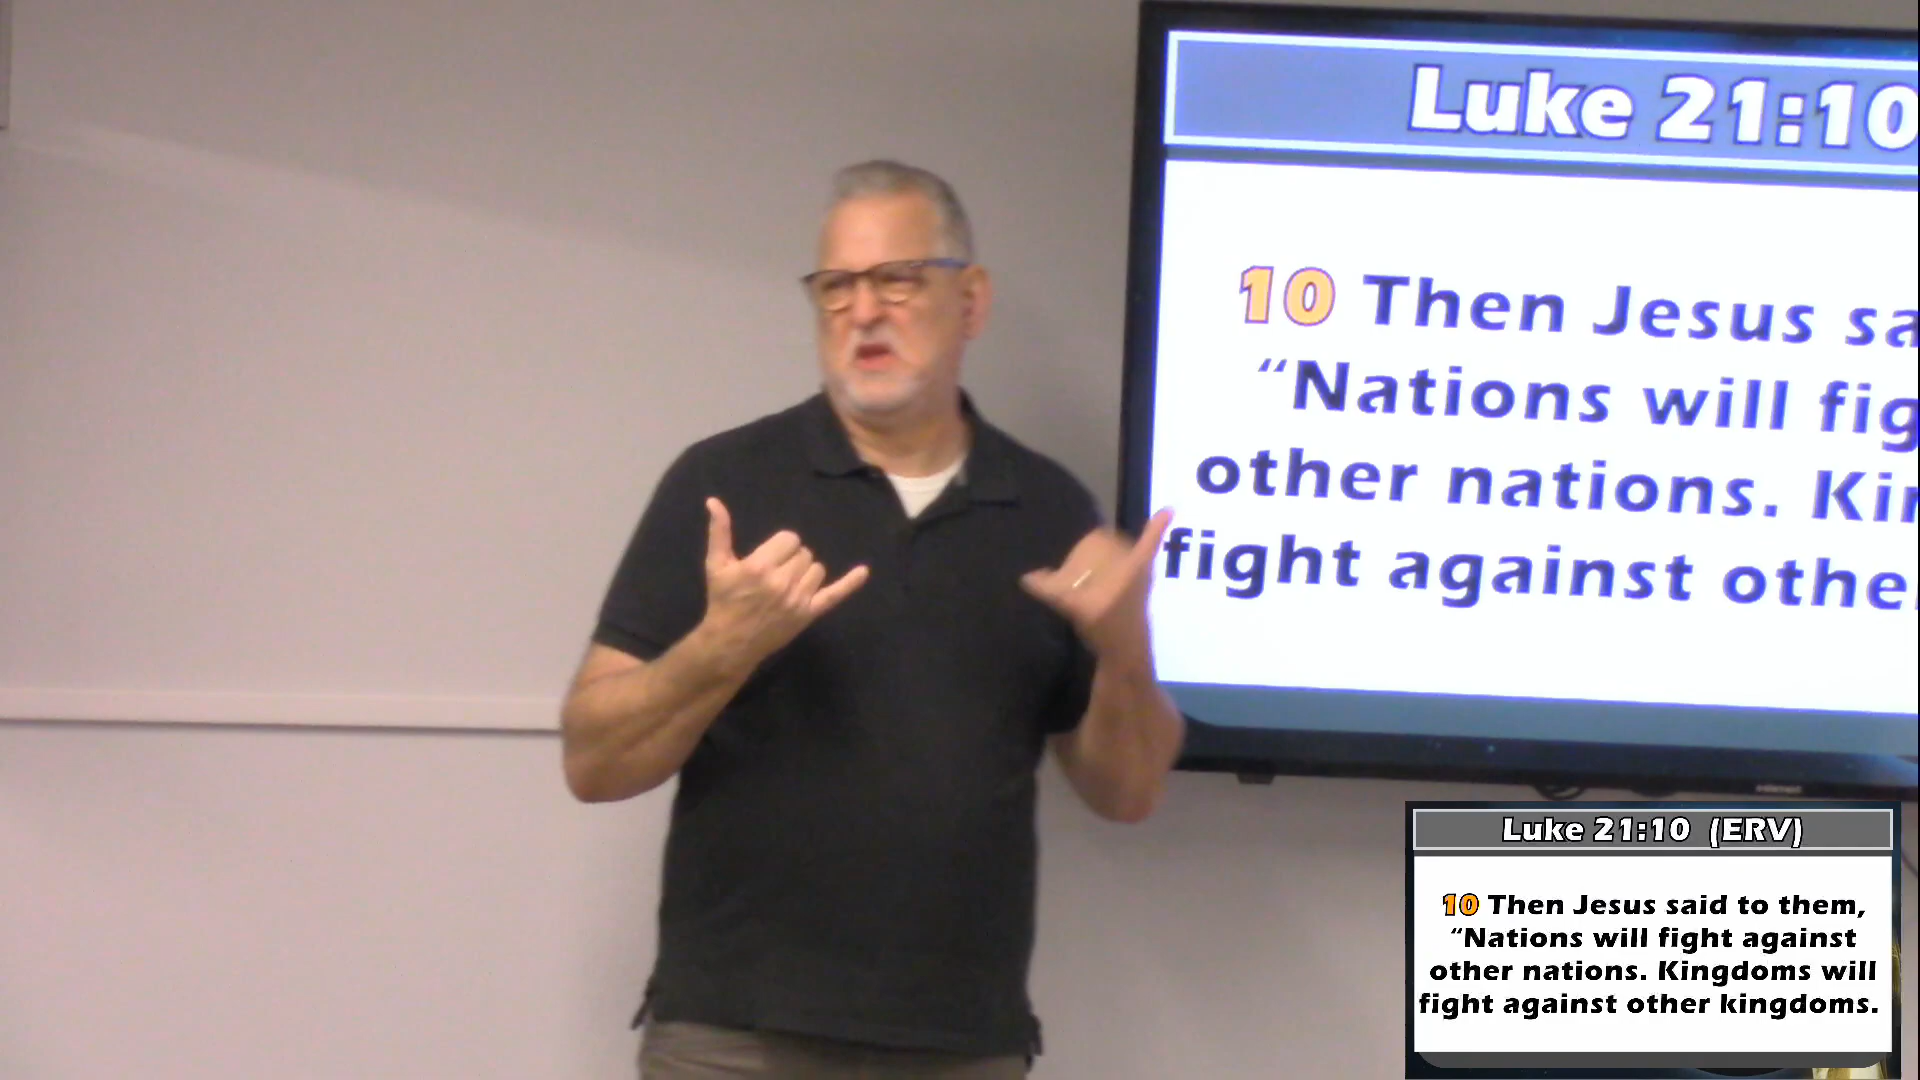 Luke 21:10
10 Then Jesus sa
“Nations will fig
other nations. Kin
fight against othe
Luke 21:10 (ERV)
10 Then Jesus said to them,
“Nations will fight against
other nations. Kingdoms will
fight against other kingdoms.